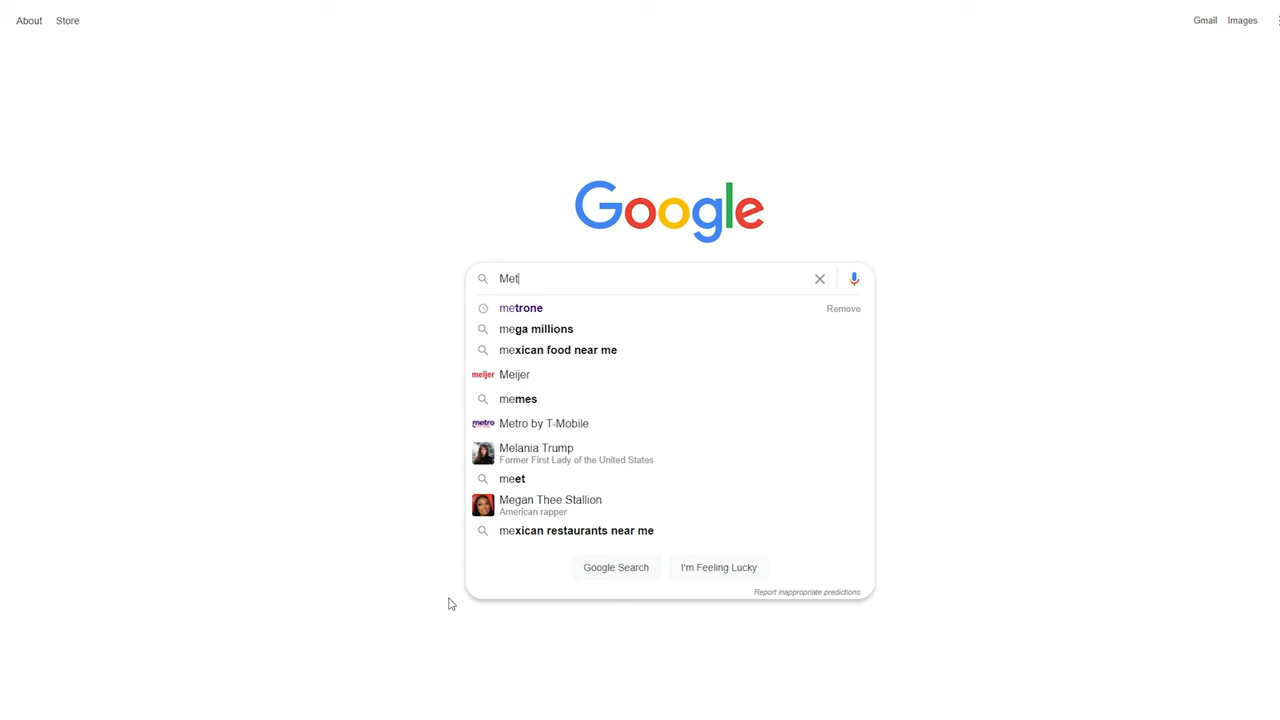 About Store
Gmail Images
Google
Met
metrone Remove
mega millions
mexican food near me
meijer Meijer
memes
metro Metro by T-Mobile
Melania Trump
Former First Lady of the United States
meet
Megan Thee Stallion
American rapper
mexican restaurants near me
Google Search I'm Feeling Lucky
Report inappropriate predictions